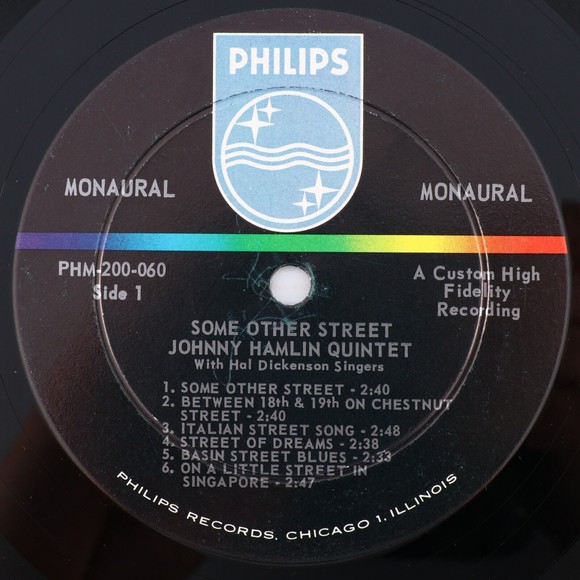 PHILIPS
MONAURAL
MONAURAL
PHM-200-060
Side 1
A Custom High
Fidelity
Recording
SOME OTHER STREET
JOHNNY HAMLIN QUINTET
With Hal Dickenson Singers
1. SOME OTHER STREET - 2:40
2. BETWEEN 18th & 19th ON CHESTNUT
STREET - 2:40
3. ITALIAN STREET SONG - 2:48
4. STREET OF DREAMS - 2:38
5. BASIN STREET BLUES - 2:33
6. ON A LITTLE STREET IN
SINGAPORE - 2:47
PHILIPS RECORDS, CHICAGO 1, ILLINOIS